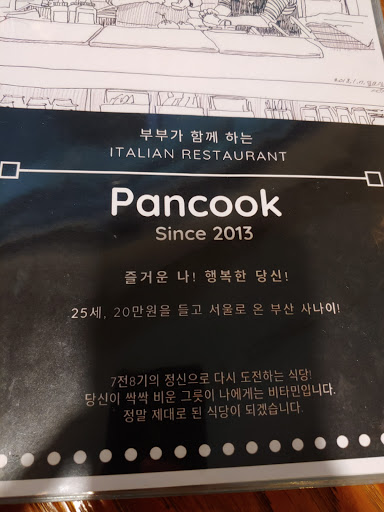 부부가 함께 하는
ITALIAN RESTAURANT
Pancook
Since 2013
즐거운 나! 행복한 당신!
25세, 20만원을 들고 서울로 온 부산 사나이!
7전8기의 정신으로 다시 도전하는 식당!
당신이 싹싹 비운 그릇이 나에게는 비타민입니다.
정말 제대로 된 식당이 되겠습니다.